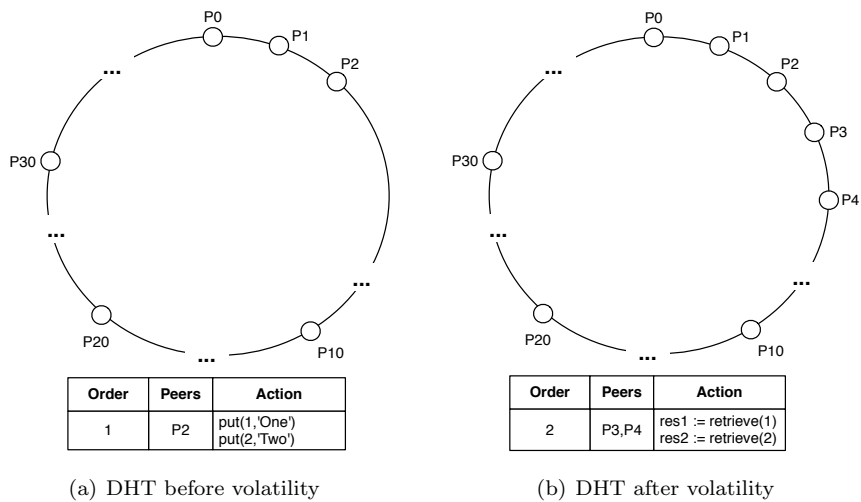 P0
P1
P2
...
P30
...
...
P20
...
P10
Order Peers Action
1 P2 put(1,'One')
put(2,'Two')
(a) DHT before volatility
P0
P1
P2
...
P3
P30
P4
...
...
P20
...
P10
Order Peers Action
2 P3,P4 res1 := retrieve(1)
res2 := retrieve(2)
(b) DHT after volatility